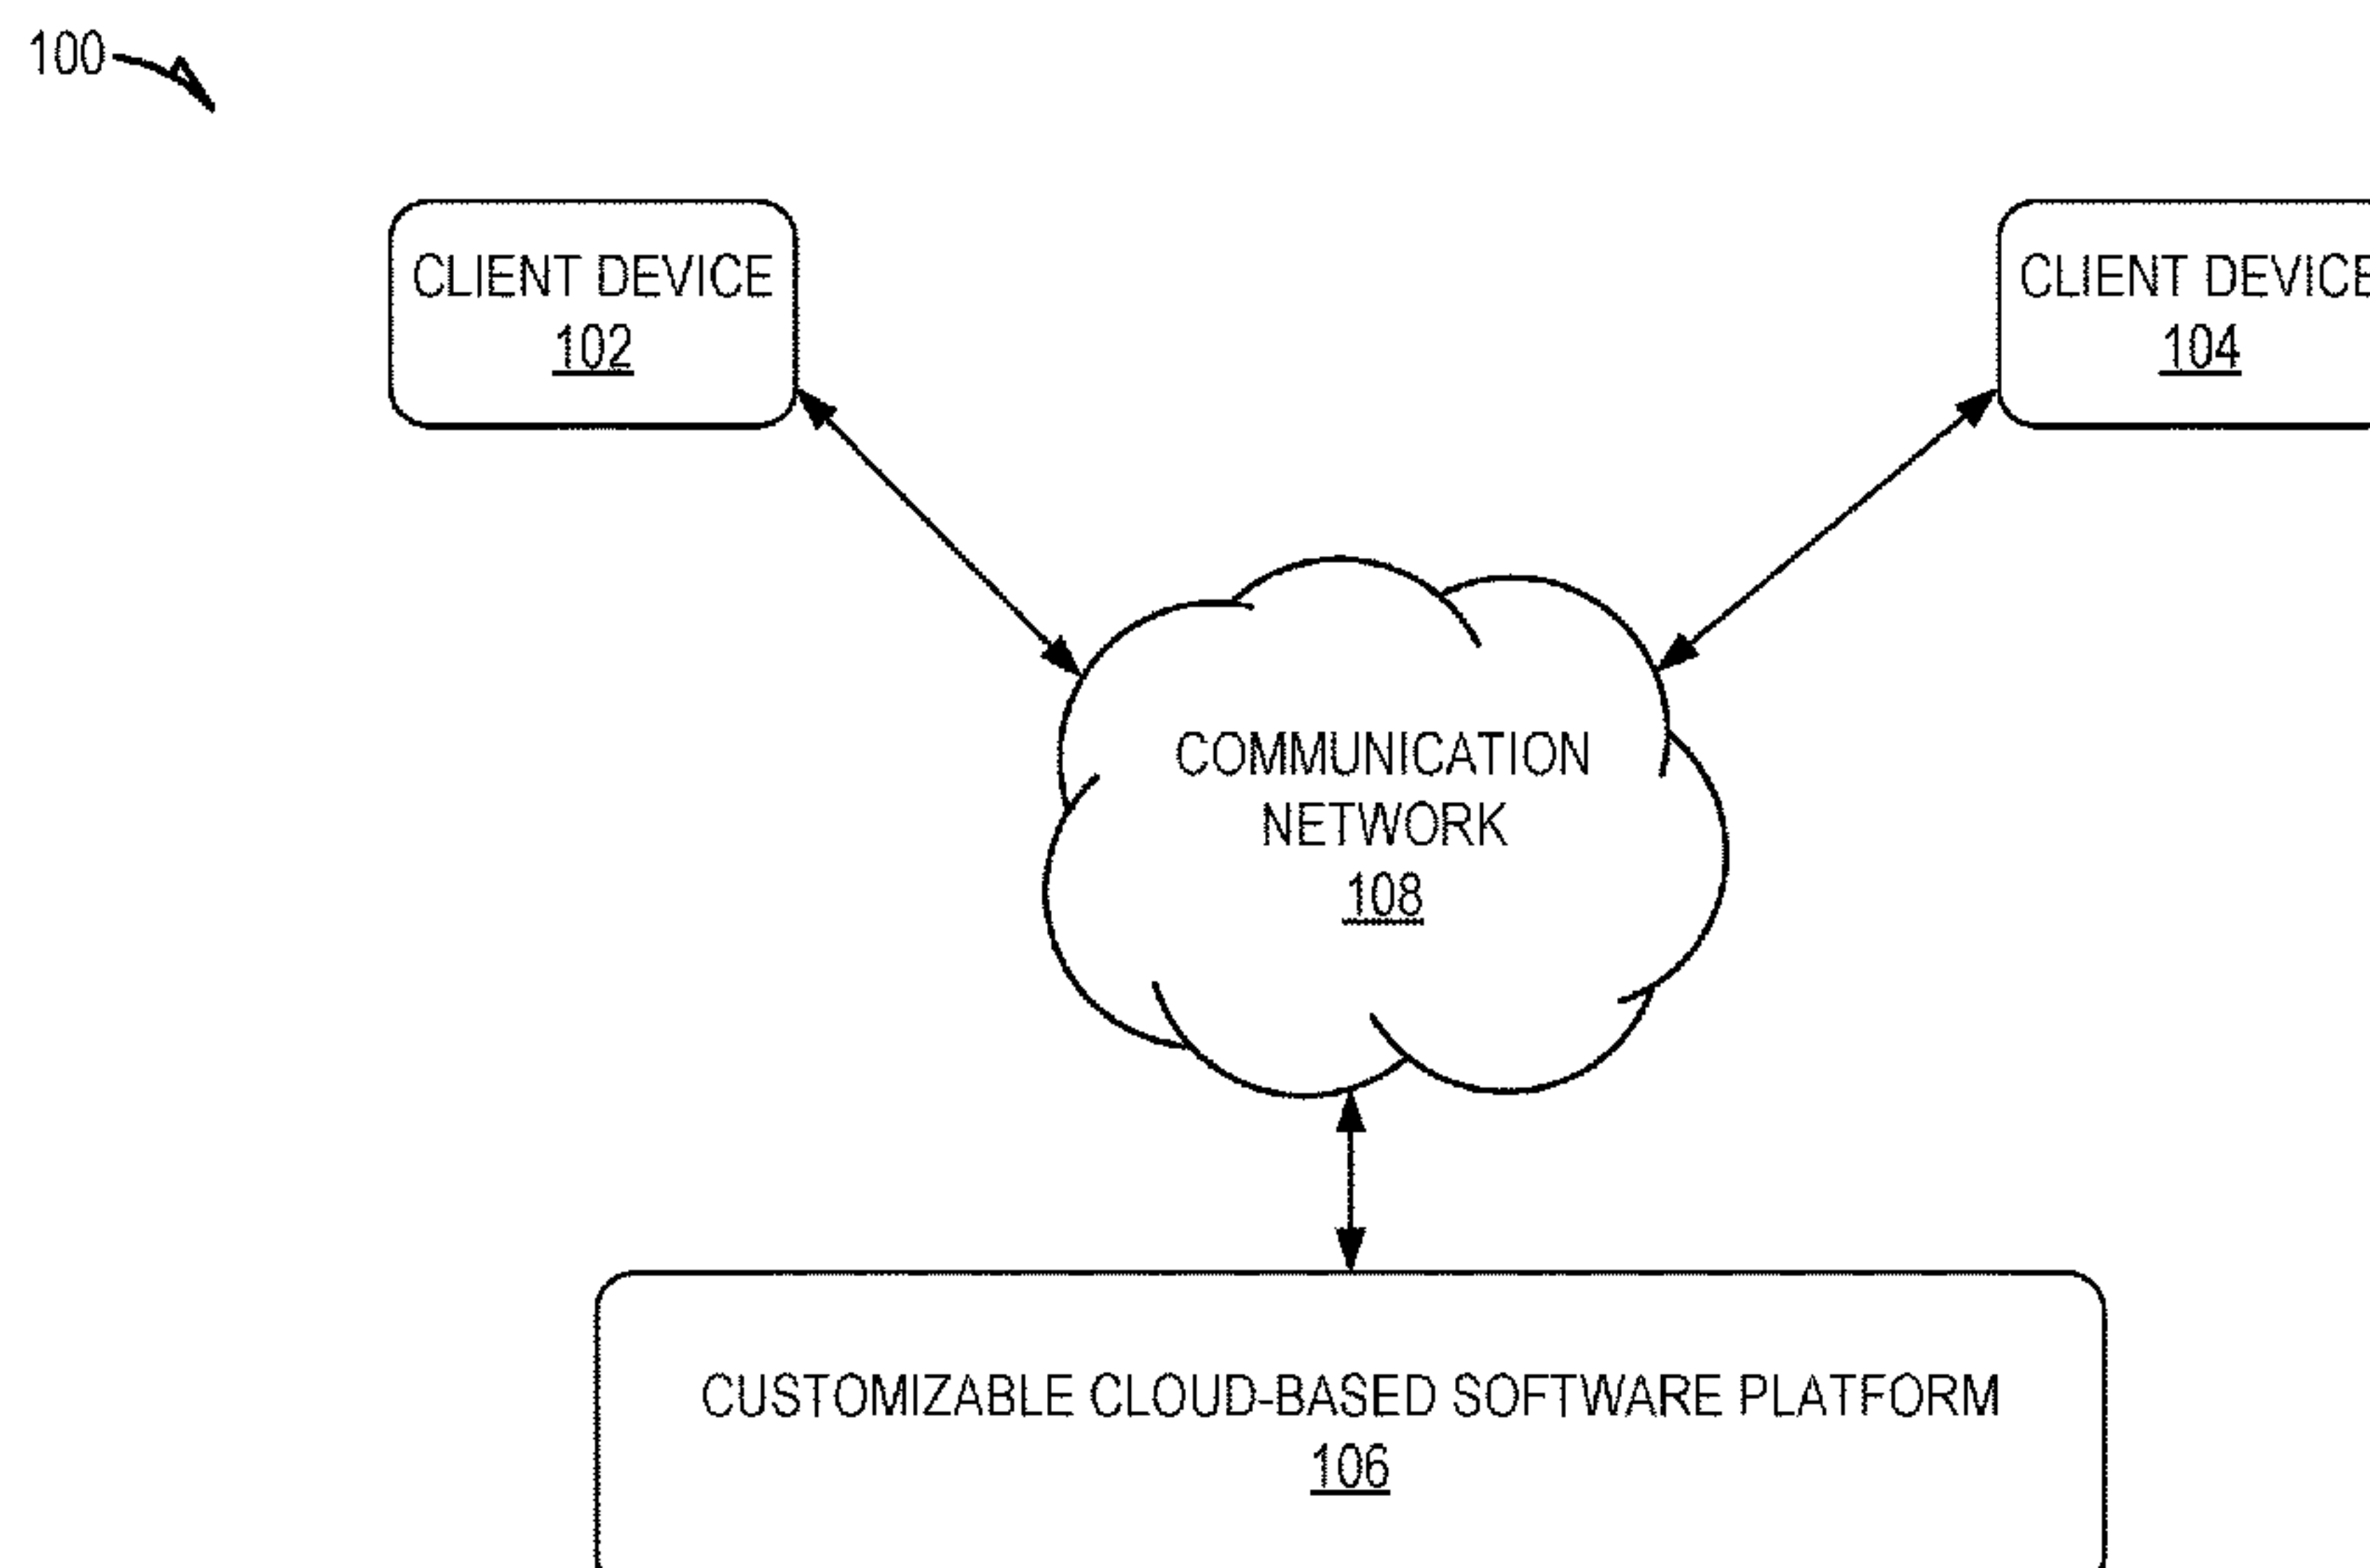 100
CLIENT DEVICE
102
CLIENT DEVICE
104
COMMUNICATION
NETWORK
108
CUSTOMIZABLE CLOUD-BASED SOFTWARE PLATFORM
106